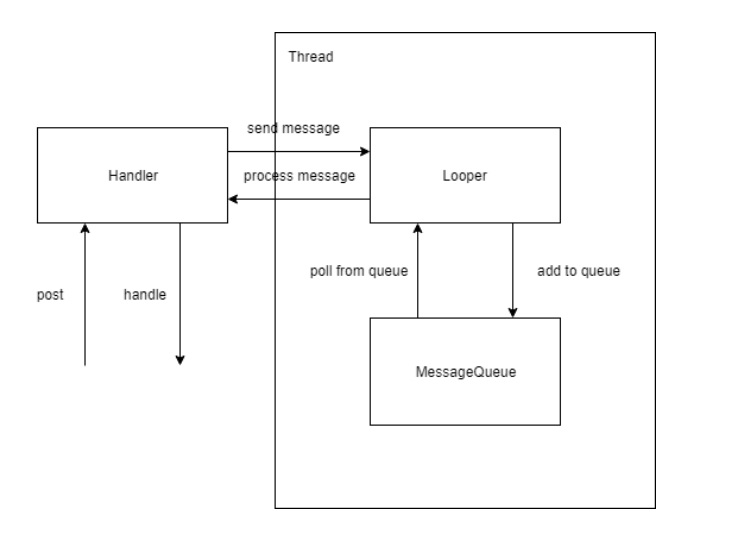 Thread
send message
Handler
process message
Looper
poll from queue
add to queue
post
handle
MessageQueue